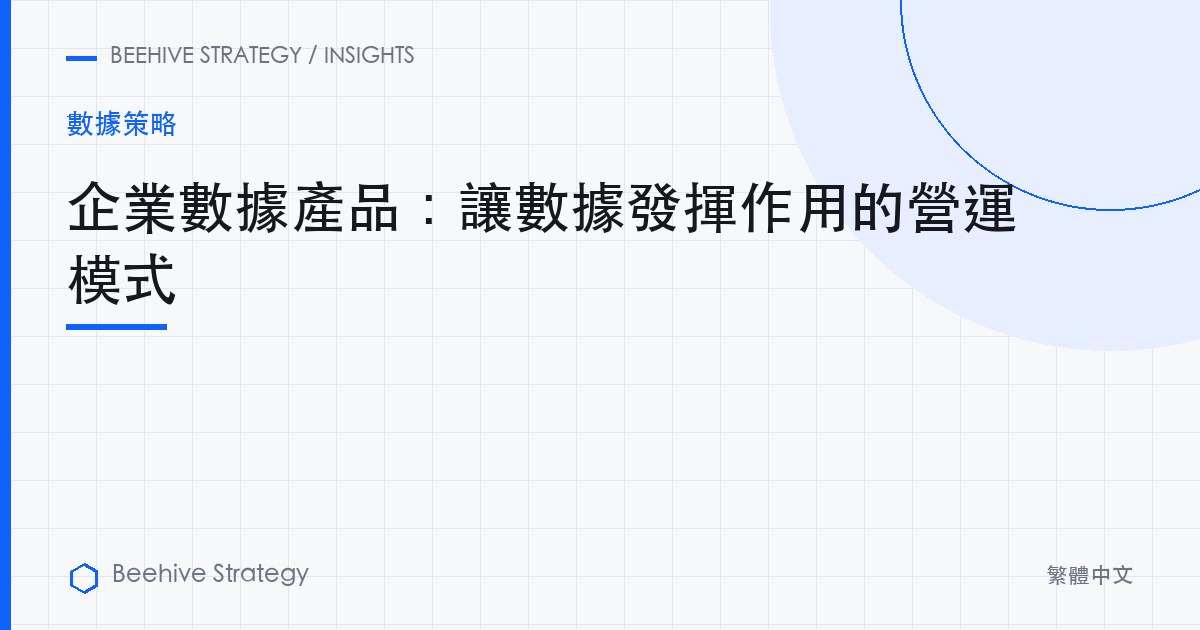 BEEHIVE STRATEGY / INSIGHTS
數據策略
企業數據產品：讓數據發揮作用的營運
模式
Beehive Strategy
繁體中文